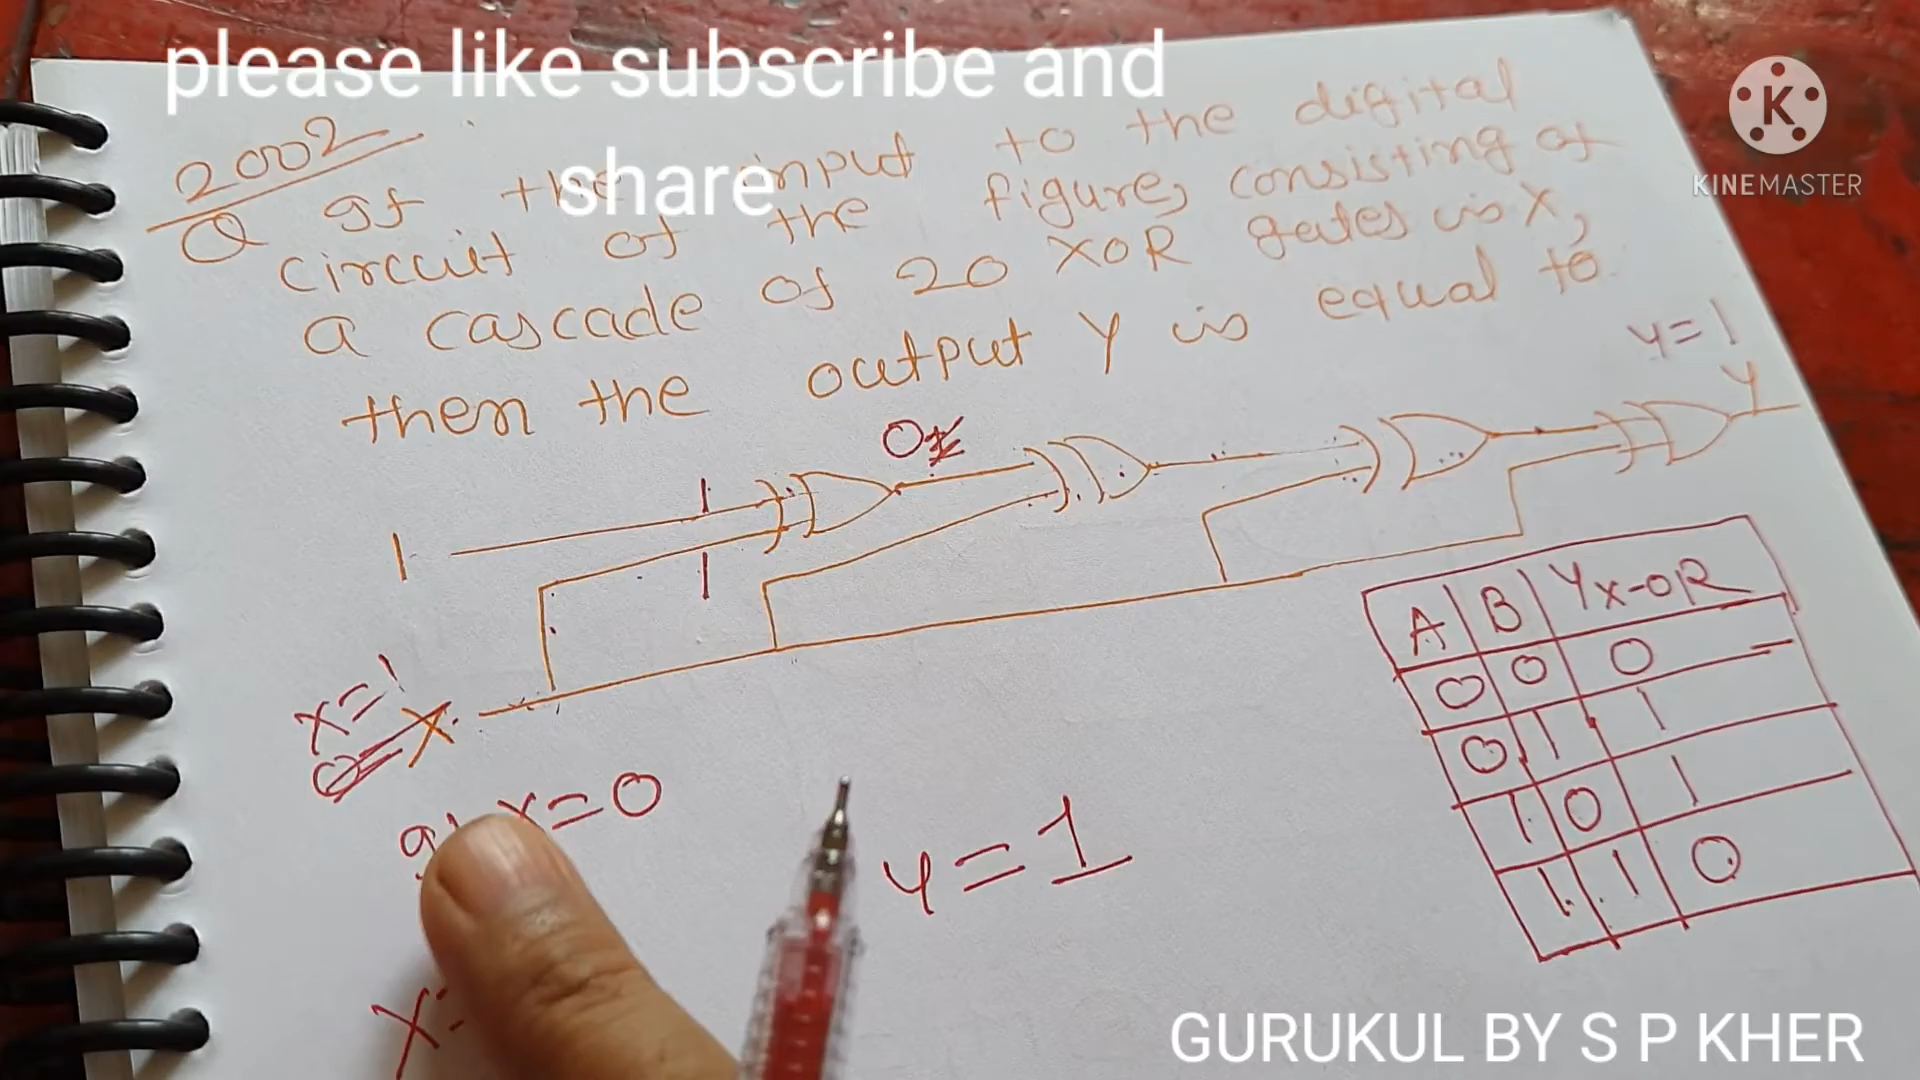 please like subscribe and
share
K
KINEMASTER
2002
Q If the input to the digital
circuit of the figure, consisting of
a cascade of 20 XOR gates is X,
then the output Y is equal to
y=1
Y
0
1
1
1
x=1
0=X
x=0
y=1
X=
A B Y X-OR
0 0 0
0 1 1
1 0 1
1 1 0
GURUKUL BY S P KHER